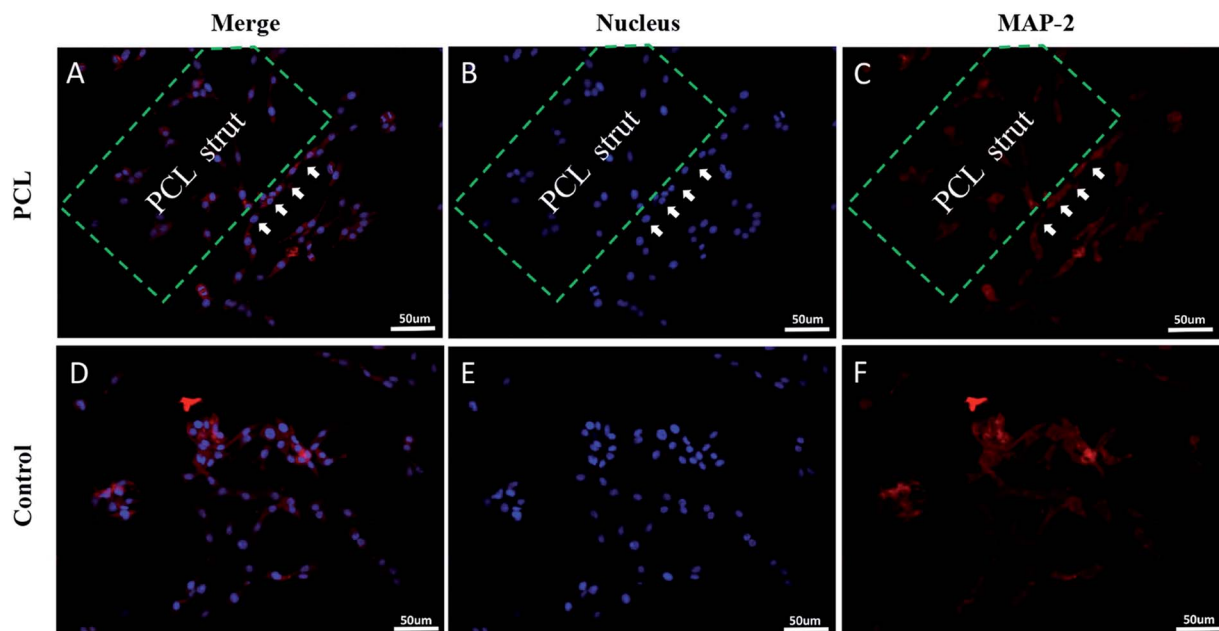 Merge Nucleus MAP-2
PCL
A
PCL strut
50um
B
PCL strut
50um
C
PCL strut
50um
Control
D
50um
E
50um
F
50um